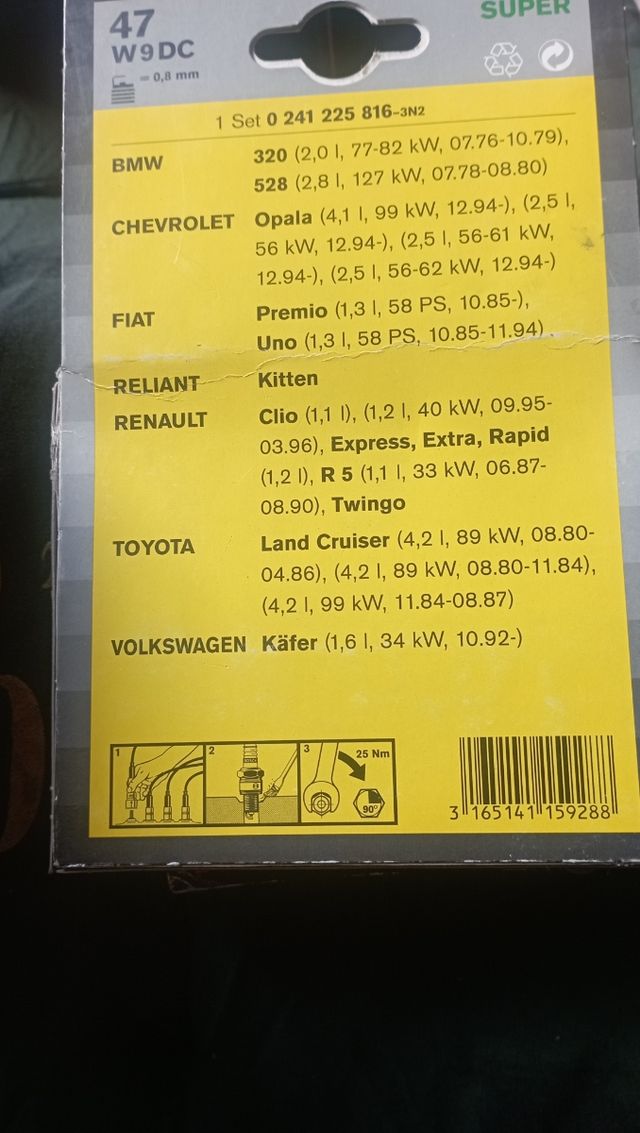 47
SUPER
W9DC
= 0,8 mm
1 Set 0 241 225 816-3N2
BMW 320 (2,0 l, 77-82 kW, 07.76-10.79),
528 (2,8 l, 127 kW, 07.78-08.80)
CHEVROLET Opala (4,1 l, 99 kW, 12.94-), (2,5 l,
56 kW, 12.94-), (2,5 l, 56-61 kW,
12.94-), (2,5 l, 56-62 kW, 12.94-)
FIAT Premio (1,3 l, 58 PS, 10.85-),
Uno (1,3 l, 58 PS, 10.85-11.94)
RELIANT Kitten
RENAULT Clio (1,1 l), (1,2 l, 40 kW, 09.95-
03.96), Express, Extra, Rapid
(1,2 l), R 5 (1,1 l, 33 kW, 06.87-
08.90), Twingo
TOYOTA Land Cruiser (4,2 l, 89 kW, 08.80-
04.86), (4,2 l, 89 kW, 08.80-11.84),
(4,2 l, 99 kW, 11.84-08.87)
VOLKSWAGEN Käfer (1,6 l, 34 kW, 10.92-)
1 2 3 25 Nm
90°
3 165141 159288